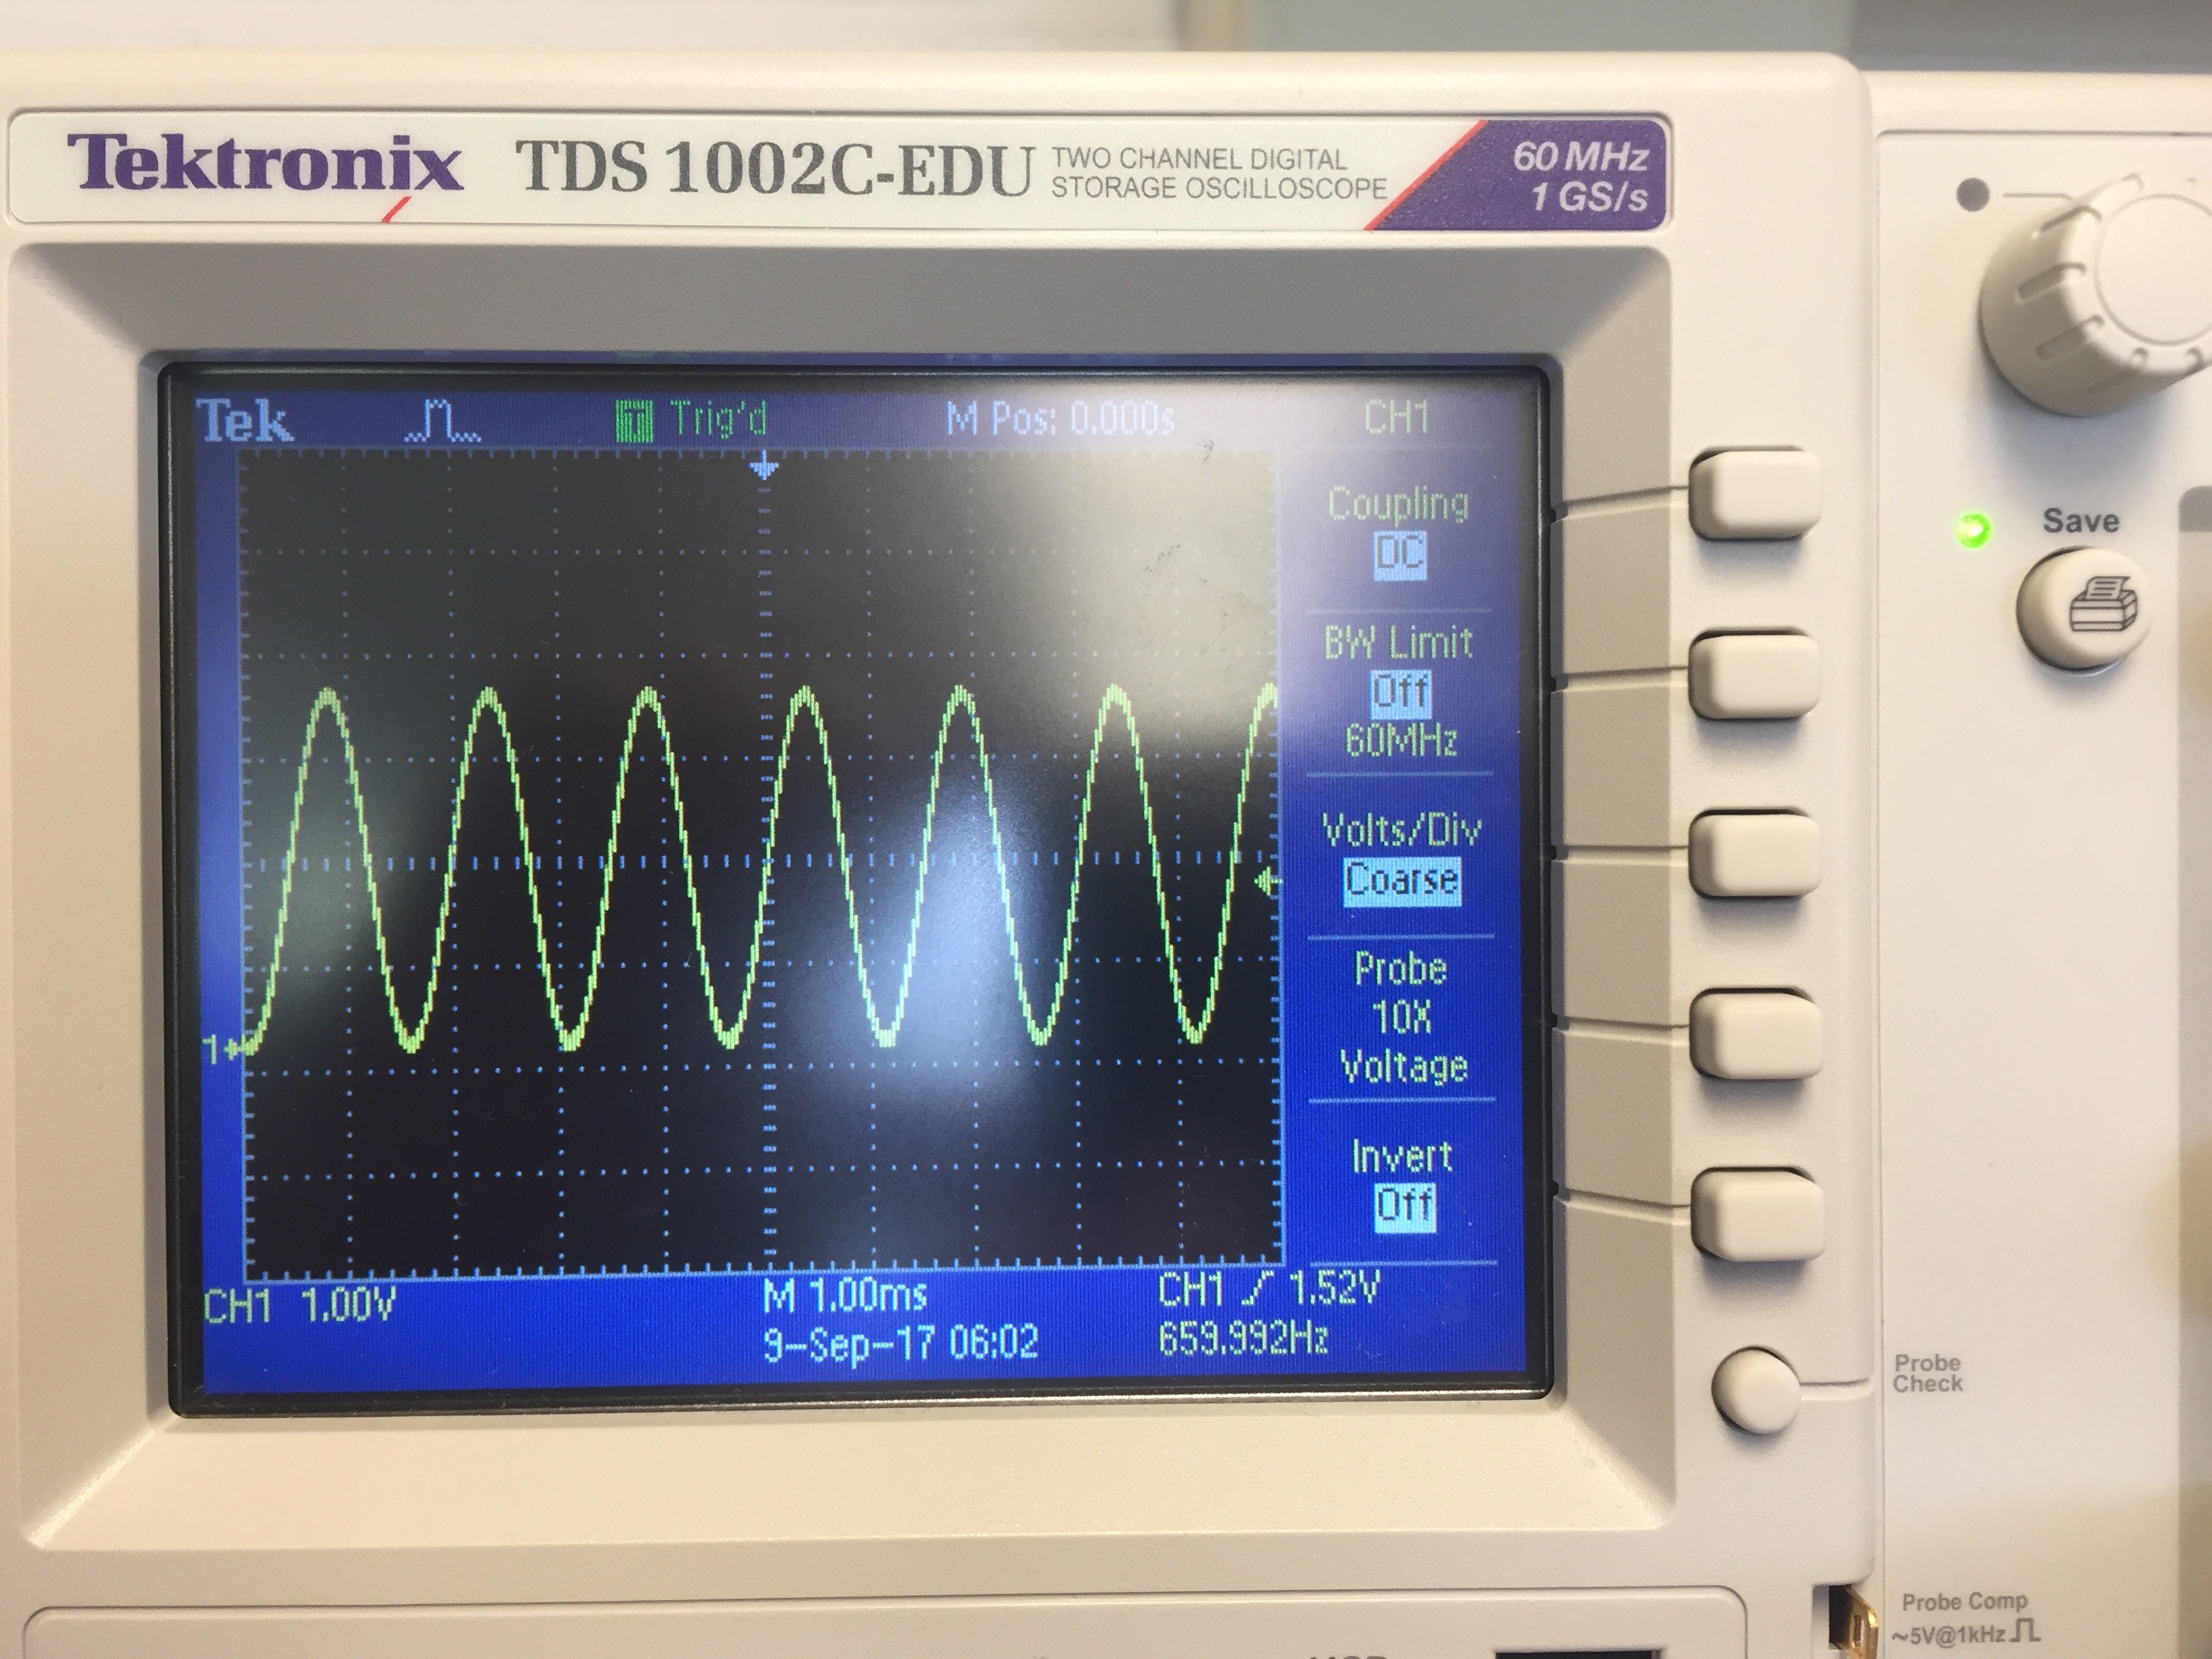 Tektronix TDS 1002C-EDU TWO CHANNEL DIGITAL STORAGE OSCILLOSCOPE
60 MHz
1 GS/s
Tek Trig'd M Pos: 0.000s CH1
Coupling
DC
BW Limit
Off
60MHz
Volts/Div
Coarse
Probe
10X
Voltage
Invert
Off
1
CH1 1.00V M 1.00ms CH1 1.52V
9-Sep-17 06:02 659.992Hz
Save
Probe
Check
Probe Comp
~5V@1kHz